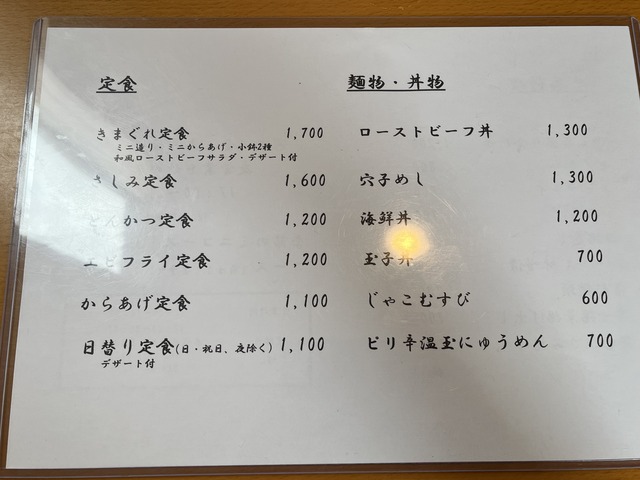 定食
きまぐれ定食 1,700
ミニ造り・ミニからあげ・小鉢2種
和風ローストビーフサラダ・デザート付
さしみ定食 1,600
とんかつ定食 1,200
エビフライ定食 1,200
からあげ定食 1,100
日替り定食(日・祝日、夜除く) 1,100
デザート付
麺物・丼物
ローストビーフ丼 1,300
穴子めし 1,300
海鮮丼 1,200
玉子丼 700
じゃこむすび 600
ピリ辛温玉にゅうめん 700